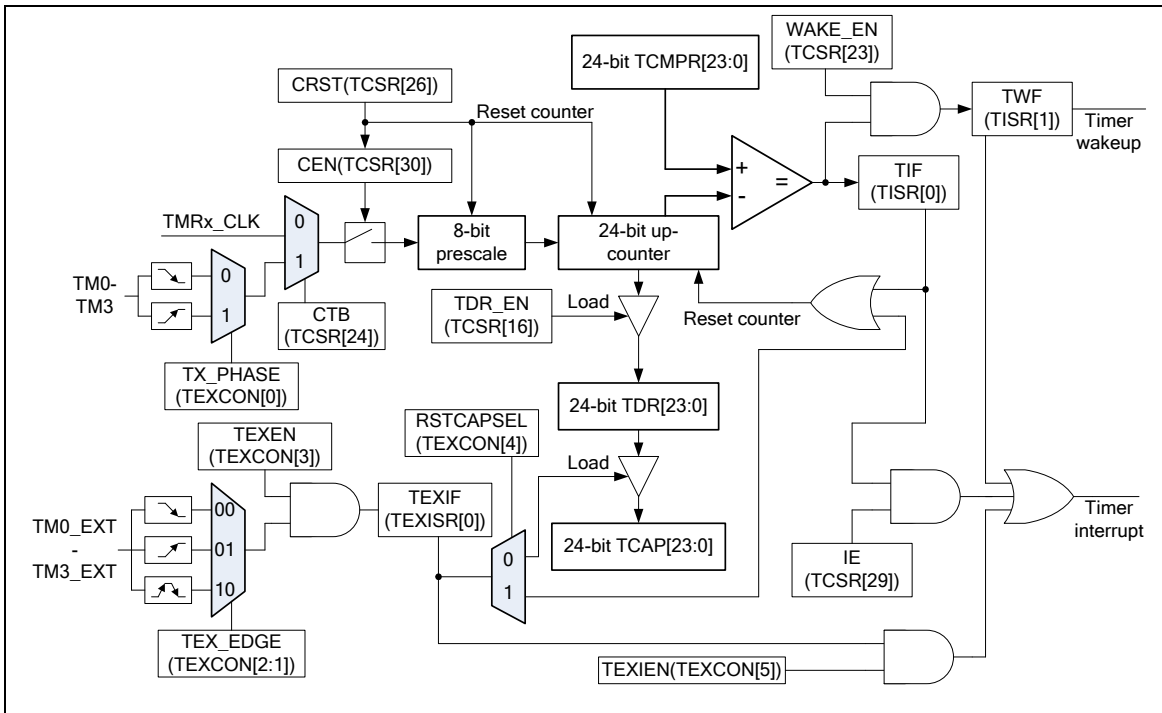 WAKE_EN
(TCSR[23])
24-bit TCMPR[23:0]
CRST(TCSR[26])
Reset counter
TWF
(TISR[1])
Timer
wakeup
CEN(TCSR[30])
+
-
=
TIF
(TISR[0])
TMRx_CLK
0
1
8-bit
prescale
24-bit up-
counter
TM0-
TM3
0
1
CTB
(TCSR[24])
TDR_EN
(TCSR[16])
Load
Reset counter
TX_PHASE
(TEXCON[0])
24-bit TDR[23:0]
TEXEN
(TEXCON[3])
RSTCAPSEL
(TEXCON[4])
Load
TEXIF
(TEXISR[0])
00
01
10
TM0_EXT
-
TM3_EXT
24-bit TCAP[23:0]
0
1
Timer
interrupt
IE
(TCSR[29])
TEX_EDGE
(TEXCON[2:1])
TEXIEN(TEXCON[5])